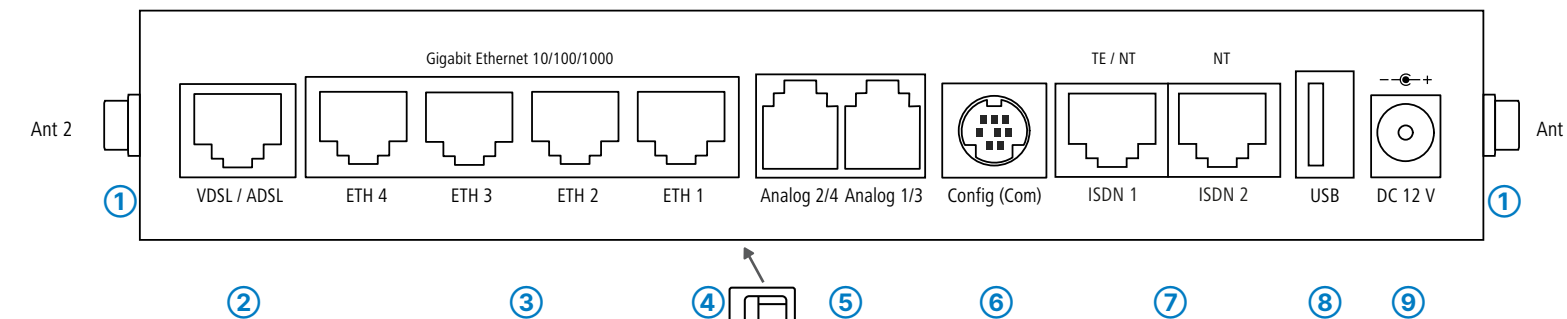 Gigabit Ethernet 10/100/1000
TE / NT
NT
Ant 2
Ant
VDSL / ADSL
ETH 4
ETH 3
ETH 2
ETH 1
Analog 2/4
Analog 1/3
Config (Com)
ISDN 1
ISDN 2
USB
DC 12 V
1
1
2
3
4
5
6
7
8
9